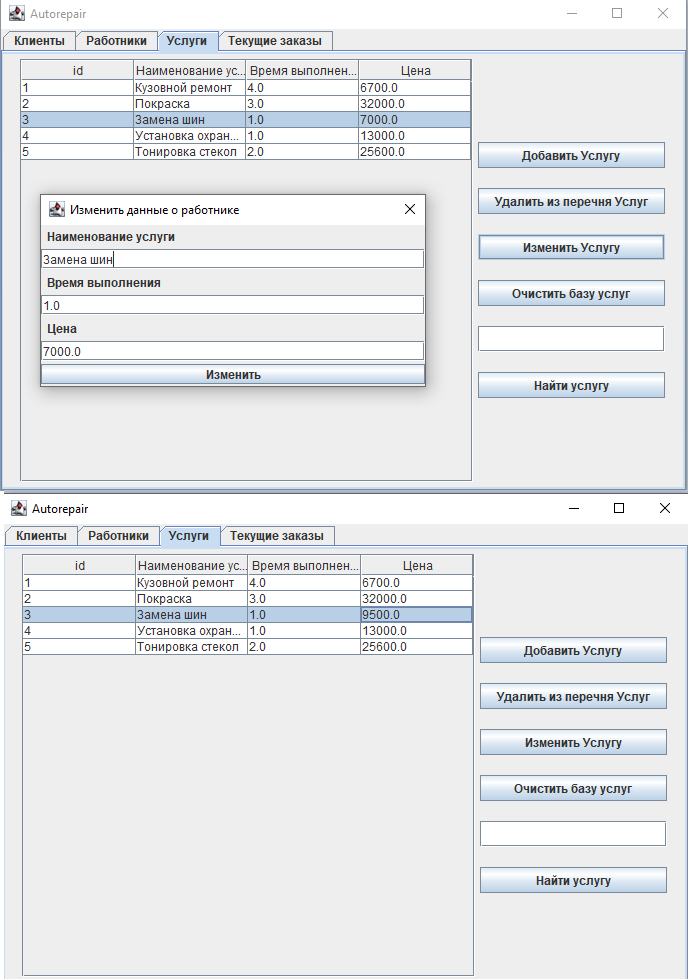 Autorepair
Клиенты Работники Услуги Текущие заказы
id Наименование ус... Время выполнен... Цена
1 Кузовной ремонт 4.0 6700.0
2 Покраска 3.0 32000.0
3 Замена шин 1.0 7000.0
4 Установка охран... 1.0 13000.0
5 Тонировка стекол 2.0 25600.0
Добавить Услугу
Удалить из перечня Услуг
Изменить Услугу
Очистить базу услуг
Найти услугу
Изменить данные о работнике
Наименование услуги
Замена шин
Время выполнения
1.0
Цена
7000.0
Изменить
Autorepair
Клиенты Работники Услуги Текущие заказы
id Наименование ус... Время выполнен... Цена
1 Кузовной ремонт 4.0 6700.0
2 Покраска 3.0 32000.0
3 Замена шин 1.0 9500.0
4 Установка охран... 1.0 13000.0
5 Тонировка стекол 2.0 25600.0
Добавить Услугу
Удалить из перечня Услуг
Изменить Услугу
Очистить базу услуг
Найти услугу